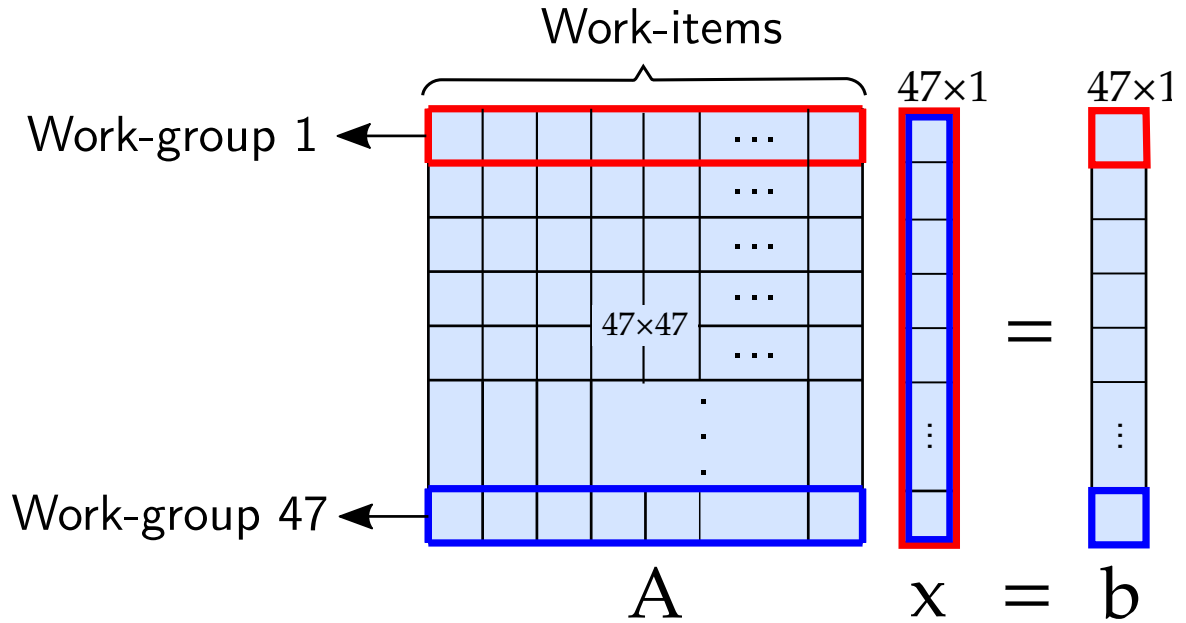 Work-items
47×1
47×1
Work-group 1
...
...
...
...
47×47
=
...
...
...
...
Work-group 47
A
x
=
b